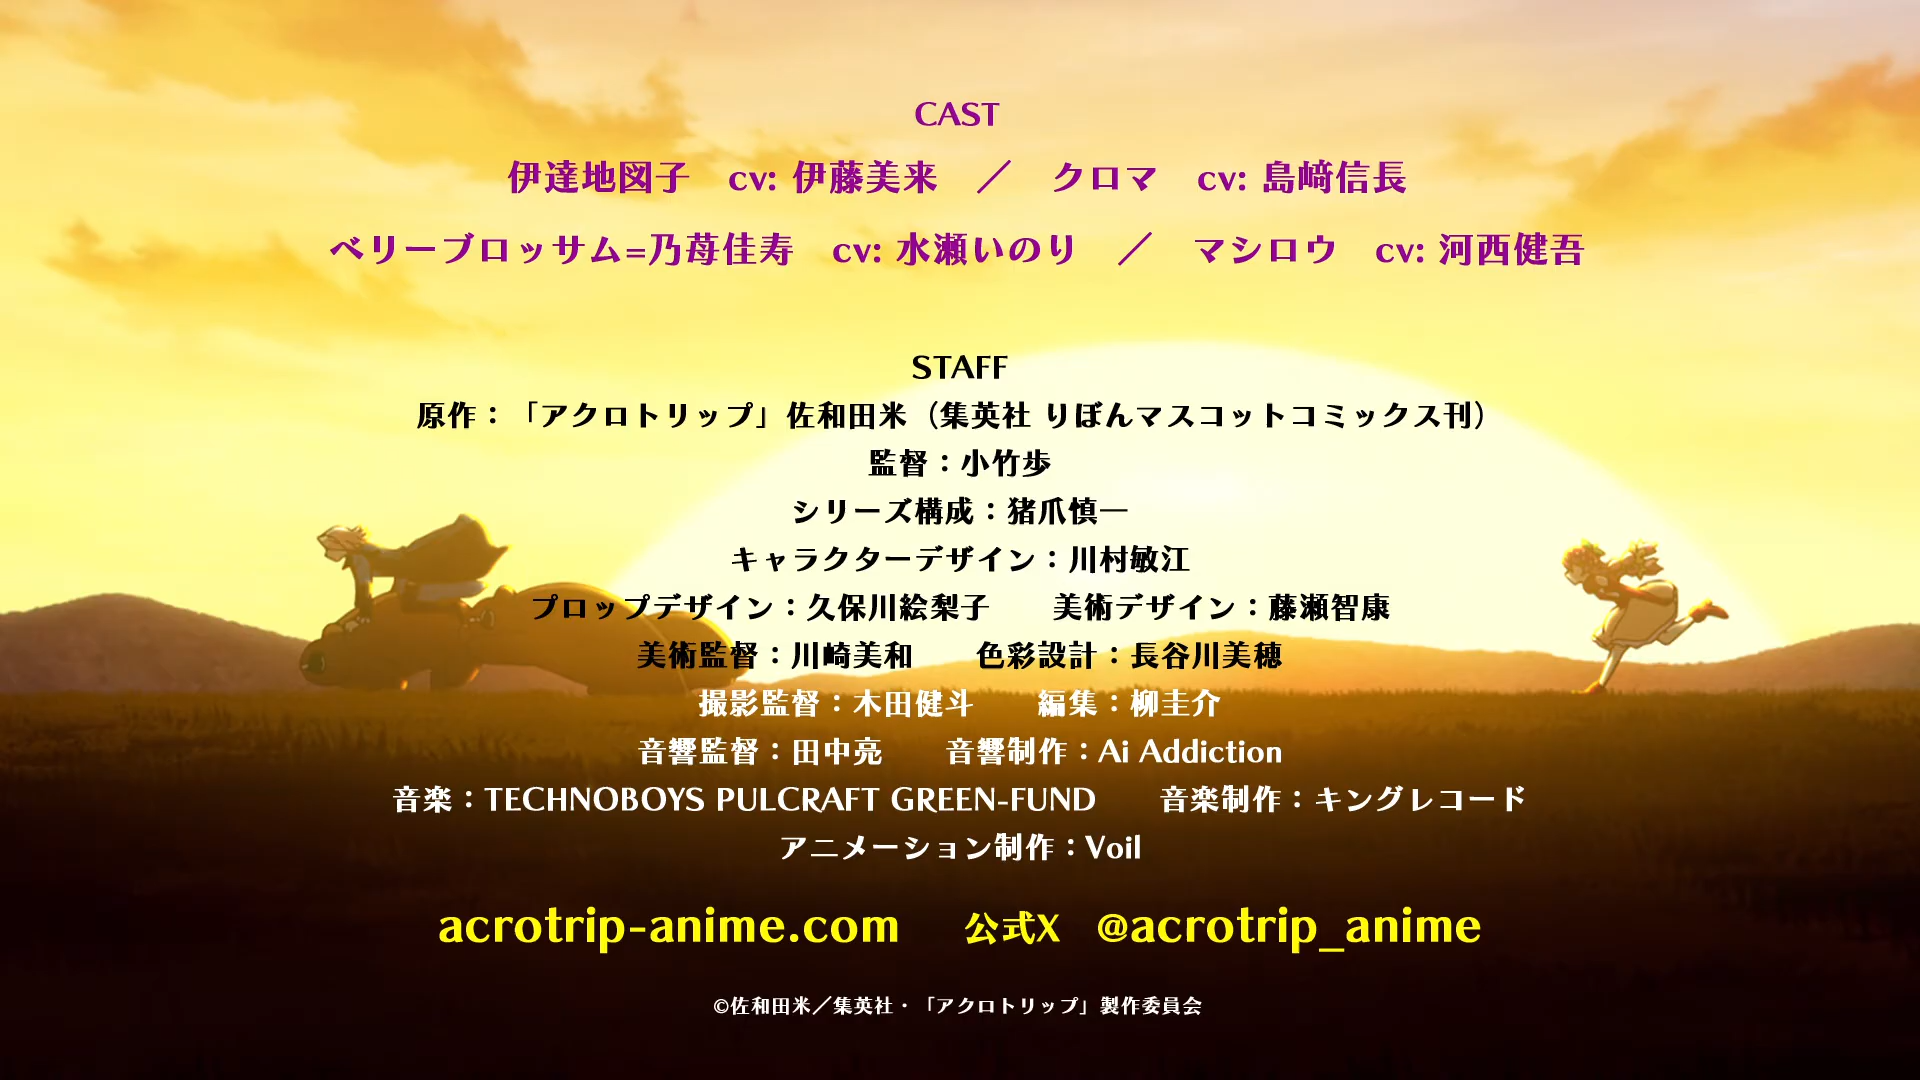 CAST
伊達地図子　cv: 伊藤美来　／　クロマ　cv: 島﨑信長
ベリーブロッサム=乃苺佳寿　cv: 水瀬いのり　／　マシロウ　cv: 河西健吾
STAFF
原作：「アクロトリップ」佐和田米（集英社 りぼんマスコットコミックス刊）
監督：小竹歩
シリーズ構成：猪爪慎一
キャラクターデザイン：川村敏江
プロップデザイン：久保川絵梨子　　美術デザイン：藤瀬智康
美術監督：川崎美和　　色彩設計：長谷川美穂
撮影監督：木田健斗　　編集：柳圭介
音響監督：田中亮　　音響制作：Ai Addiction
音楽：TECHNOBOYS PULCRAFT GREEN-FUND　　音楽制作：キングレコード
アニメーション制作：Voil
acrotrip-anime.com　公式X　@acrotrip_anime
©佐和田米／集英社・「アクロトリップ」製作委員会